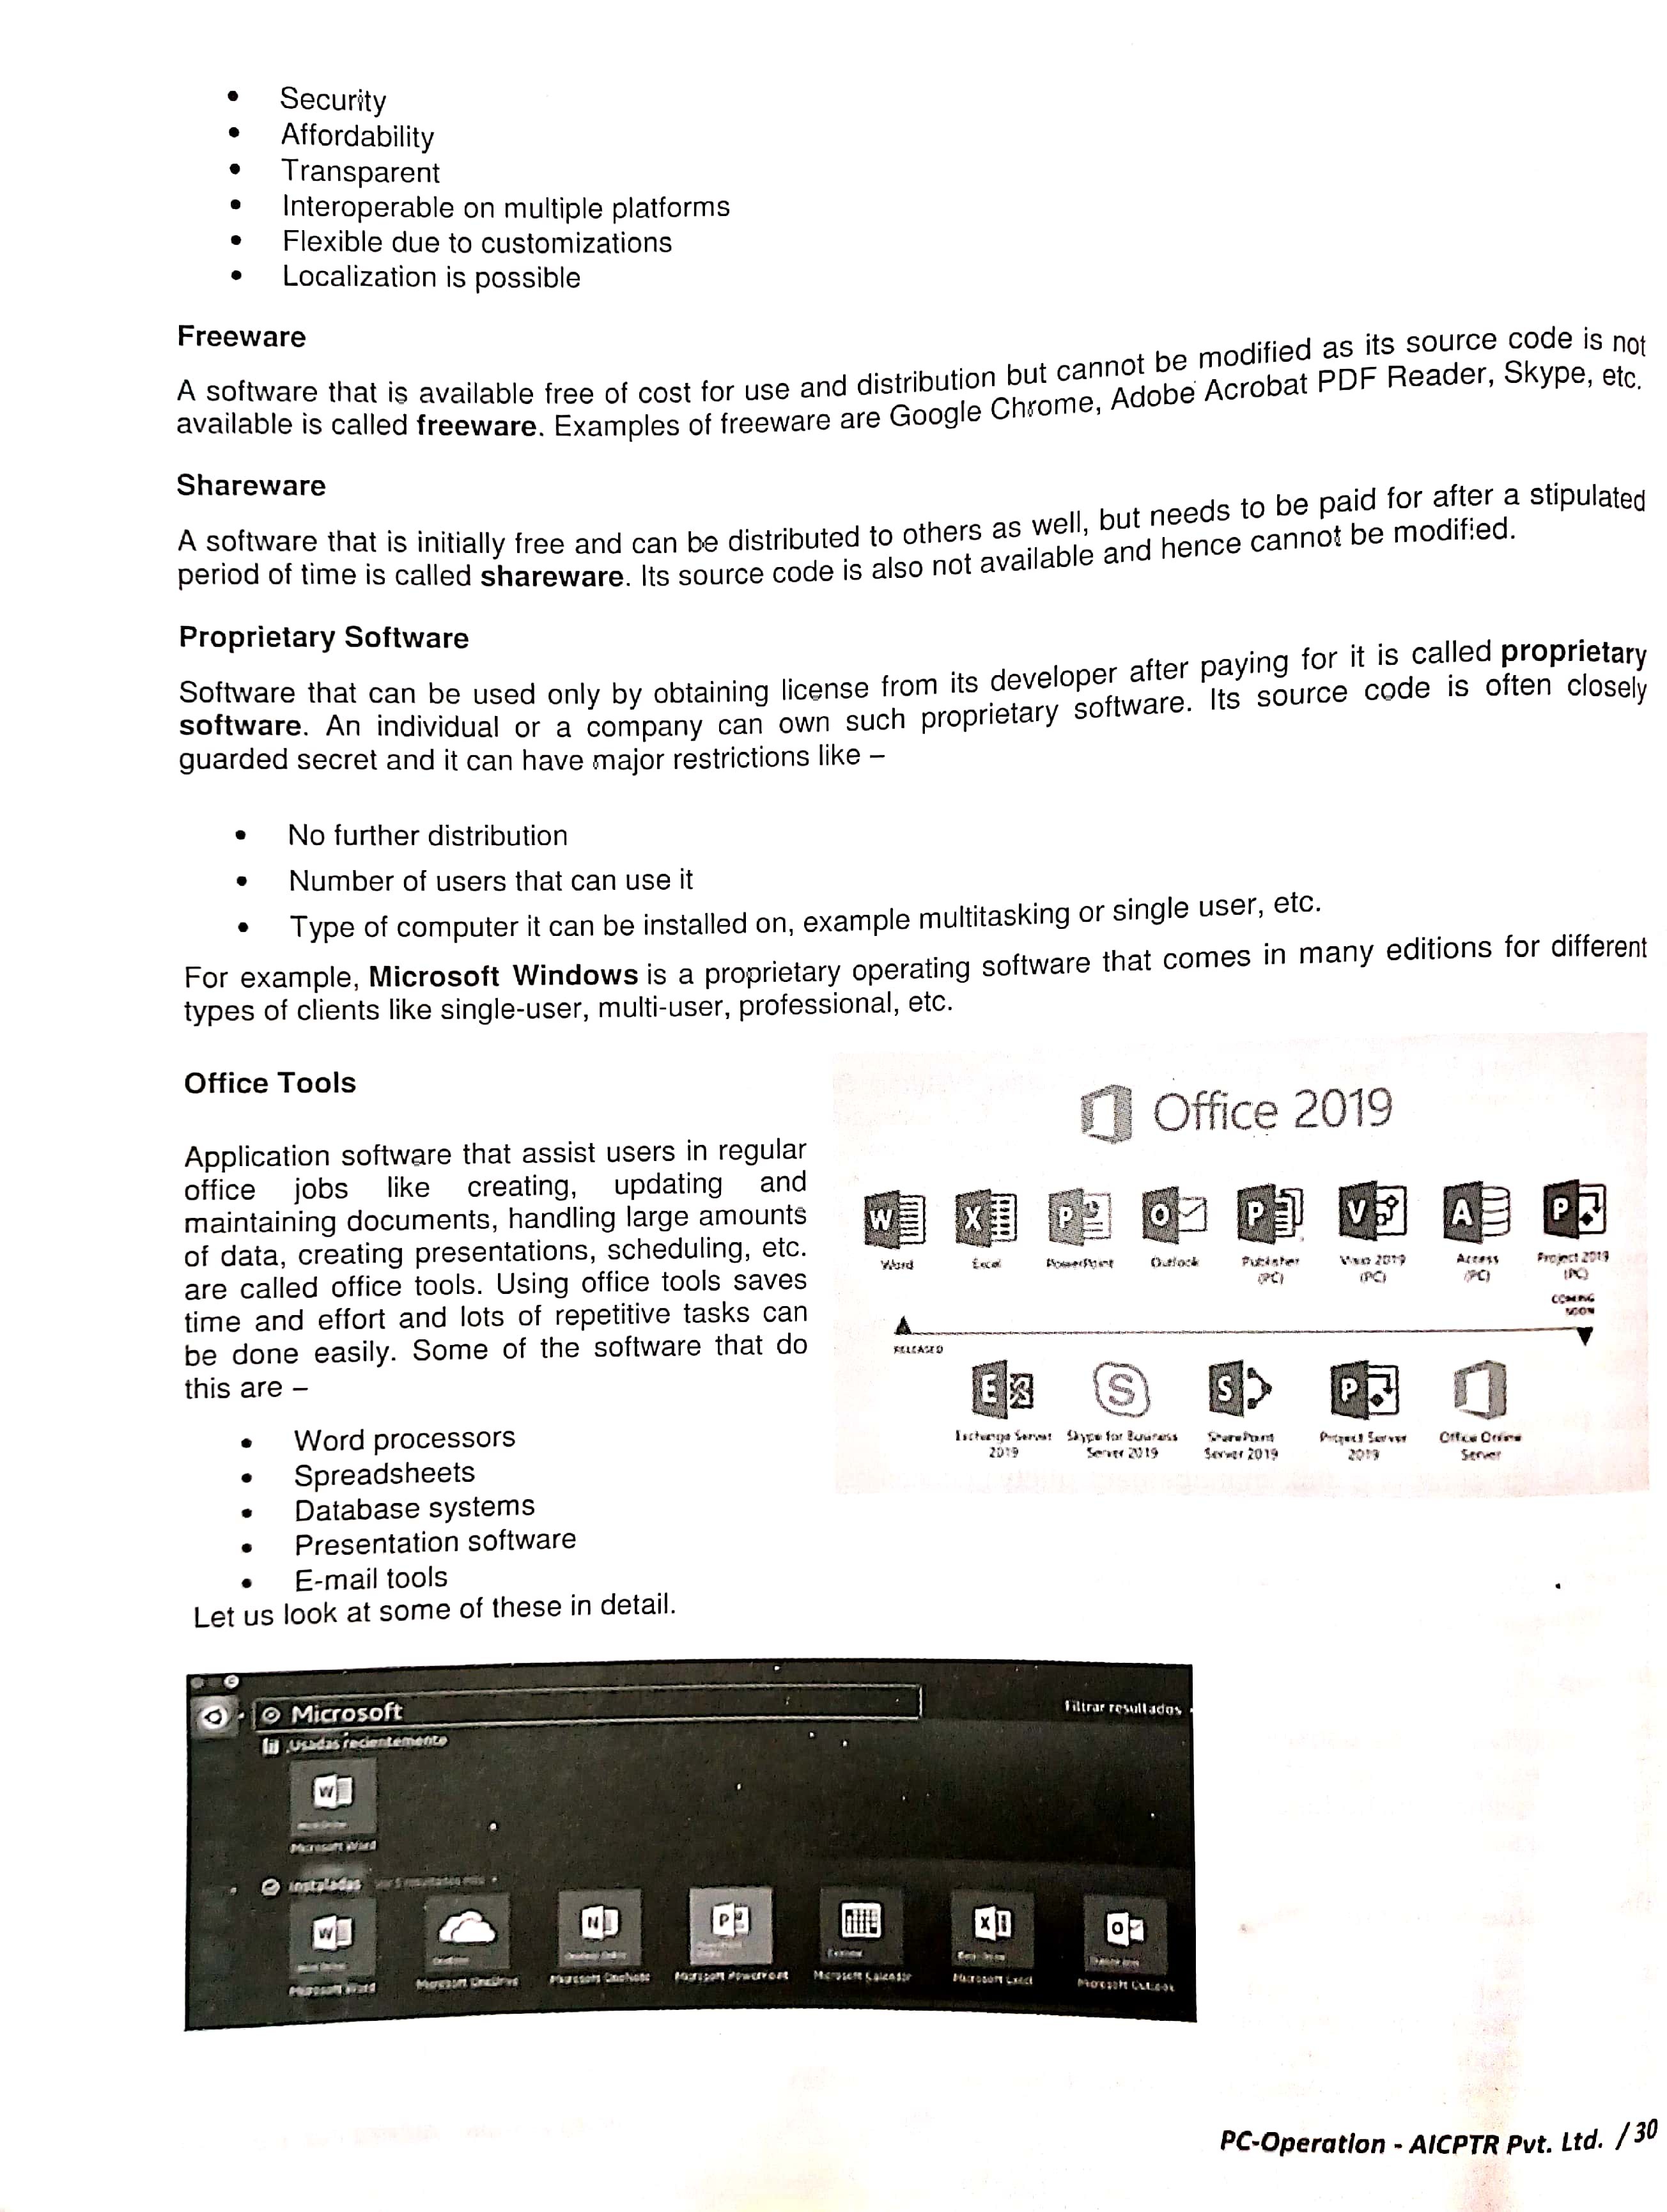 • Security
• Affordability
• Transparent
• Interoperable on multiple platforms
• Flexible due to customizations
• Localization is possible
Freeware
A software that is available free of cost for use and distribution but cannot be modified as its source code is not
available is called freeware. Examples of freeware are Google Chrome, Adobe Acrobat PDF Reader, Skype, etc.
Shareware
A software that is initially free and can be distributed to others as well, but needs to be paid for after a stipulated
period of time is called shareware. Its source code is also not available and hence cannot be modified.
Proprietary Software
Software that can be used only by obtaining license from its developer after paying for it is called proprietary
software. An individual or a company can own such proprietary software. Its source code is often closely
guarded secret and it can have major restrictions like –
• No further distribution
• Number of users that can use it
• Type of computer it can be installed on, example multitasking or single user, etc.
For example, Microsoft Windows is a proprietary operating software that comes in many editions for different
types of clients like single-user, multi-user, professional, etc.
Office Tools
Application software that assist users in regular
office jobs like creating, updating and
maintaining documents, handling large amounts
of data, creating presentations, scheduling, etc.
are called office tools. Using office tools saves
time and effort and lots of repetitive tasks can
be done easily. Some of the software that do
this are –
• Word processors
• Spreadsheets
• Database systems
• Presentation software
• E-mail tools
Let us look at some of these in detail.
Office 2019
W X P O P V A P
Word Excel PowerPoint Outlook Publisher Visio 2019 Access Project 2019
(PC) (PC) (PC) (PC)
COMING
SOON
RELEASED
E S S P
Exchange Server Skype for Business SharePoint Project Server Office Online
2019 Server 2019 Server 2019 2019 Server
Microsoft
Filtrar resultados
Usadas recientemente
W
Microsoft Word
Instaladas
W N P X O
Microsoft Word Microsoft OneDrive Microsoft OneNote Microsoft PowerPoint Microsoft Calendar Microsoft Excel Microsoft Outlook
PC-Operation - AICPTR Pvt. Ltd. / 30